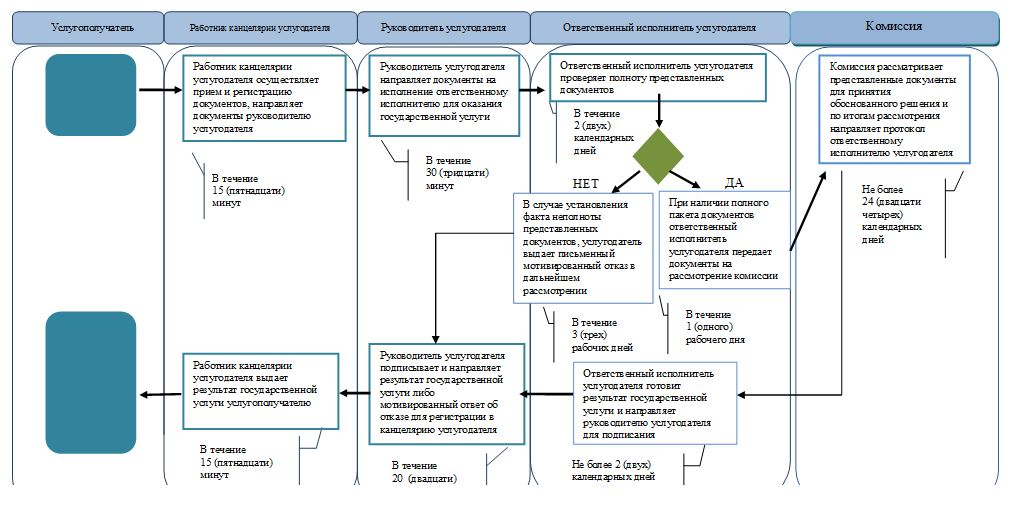 Услугополучатель
Работник канцелярии услугодателя
Руководитель услугодателя
Ответственный исполнитель услугодателя
Комиссия
Работник канцелярии
услугодателя осуществляет
прием и регистрацию
документов, направляет
документы руководителю
услугодателя
В течение
15 (пятнадцати)
минут
Руководитель услугодателя
направляет документы на
исполнение ответственному
исполнителю для оказания
государственной услуги
В течение
30 (тридцати)
минут
Ответственный исполнитель услугодателя
проверяет полноту представленных
документов
В течение
2 (двух)
календарных
дней
НЕТ
ДА
В случае установления
факта неполноты
представленных
документов, услугодатель
выдает письменный
мотивированный отказ в
дальнейшем
рассмотрении
В течение
3 (трех)
рабочих дней
При наличии полного
пакета документов
ответственный
исполнитель
услугодателя передает
документы на
рассмотрение комиссии
В течение
1 (одного)
рабочего дня
Комиссия рассматривает
представленные документы
для принятия
обоснованного решения и
по итогам рассмотрения
направляет протокол
ответственному
исполнителю услугодателя
Не более
24 (двадцати
четырех)
календарных
дней
Ответственный исполнитель
услугодателя готовит
результат государственной
услуги и направляет
руководителю услугодателя
для подписания
Не более 2 (двух)
календарных дней
Руководитель услугодателя
подписывает и направляет
результат государственной
услуги либо
мотивированный ответ об
отказе для регистрации в
канцелярию услугодателя
В течение
20 (двадцати)
Работник канцелярии
услугодателя выдает
результат государственной
услуги услугополучателю
В течение
15 (пятнадцати)
минут